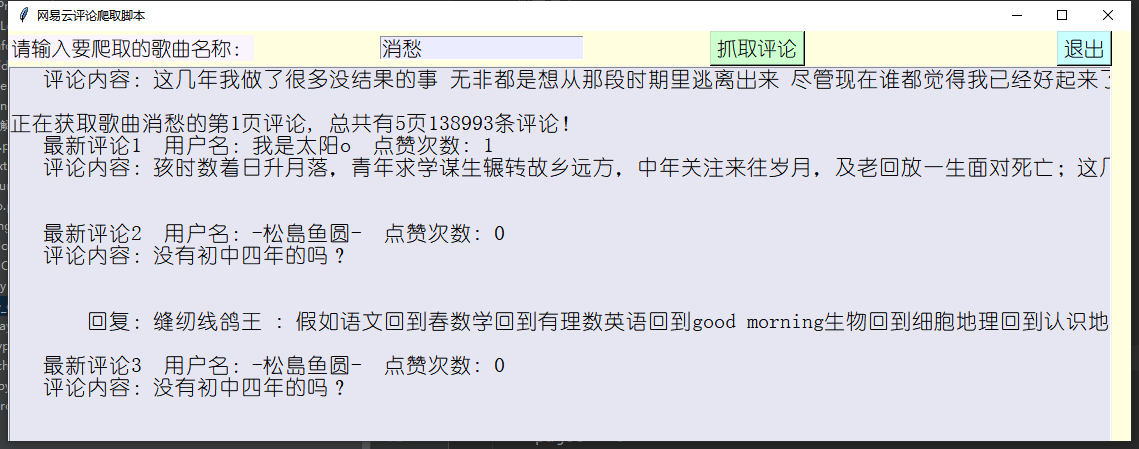 网易云评论爬取脚本
请输入要爬取的歌曲名称: 消愁 抓取评论 退出
评论内容: 这几年我做了很多没结果的事 无非都是想从那段时期里逃离出来 尽管现在谁都觉得我已经好起来了
正在获取歌曲消愁的第1页评论, 总共有5页138993条评论!
最新评论1 用户名: 我是太阳o 点赞次数: 1
评论内容: 孩时数着日升月落，青年求学谋生辗转故乡远方，中年关注来往岁月，及老回放一生面对死亡；这几
最新评论2 用户名: -松島鱼圆- 点赞次数: 0
评论内容: 没有初中四年的吗？
回复: 缝纫线鸽王 : 假如语文回到春数学回到有理数英语回到good morning生物回到细胞地理回到认识地
最新评论3 用户名: -松島鱼圆- 点赞次数: 0
评论内容: 没有初中四年的吗？